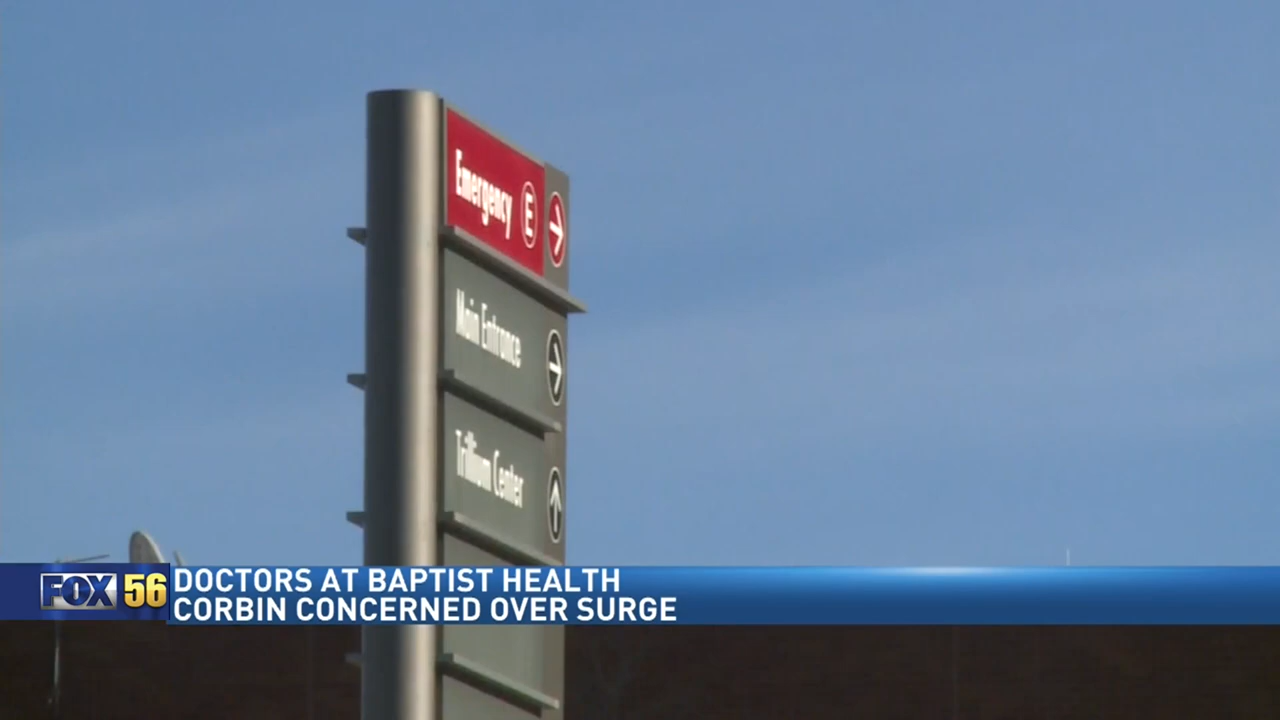 Emergency E
Main Entrance
Trillium Center
FOX 56
DOCTORS AT BAPTIST HEALTH
CORBIN CONCERNED OVER SURGE